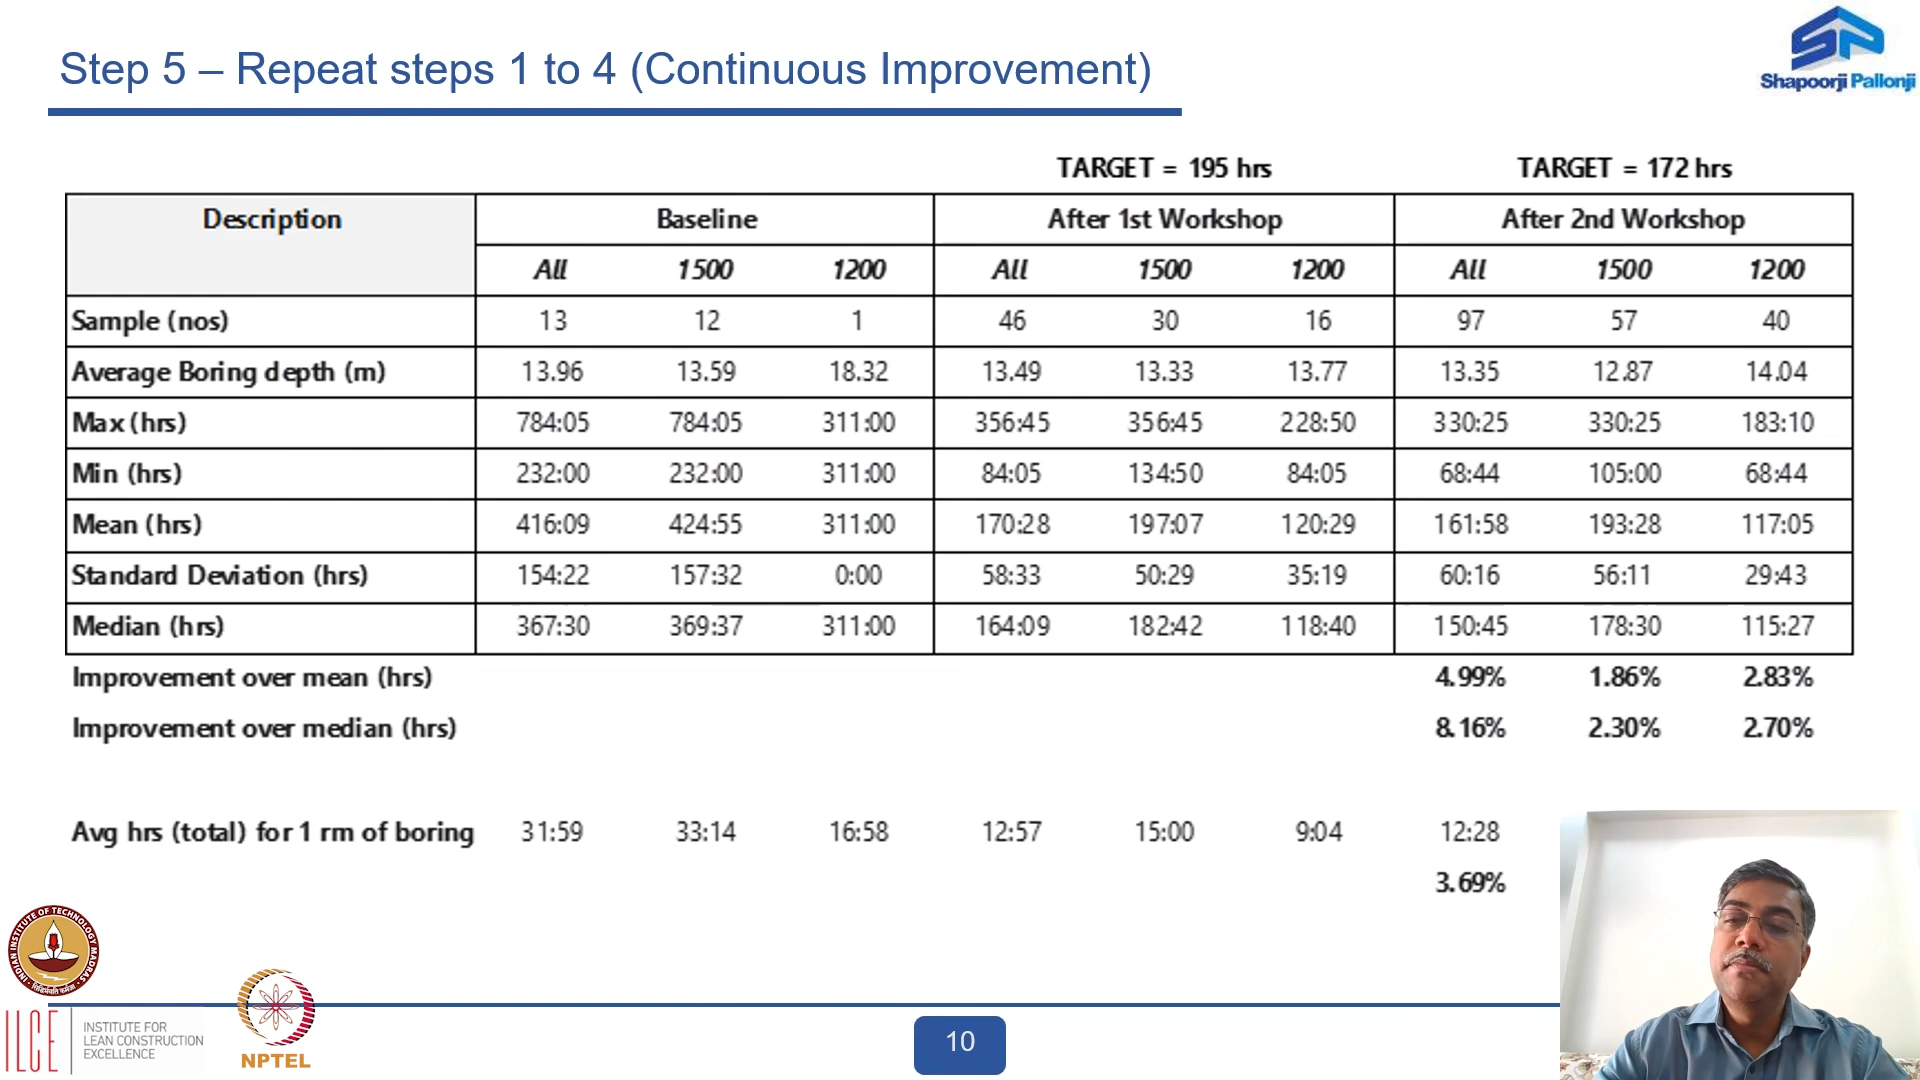 Step 5 – Repeat steps 1 to 4 (Continuous Improvement)
Shapoorji Pallonji
TARGET = 195 hrs TARGET = 172 hrs
Description Baseline After 1st Workshop After 2nd Workshop
All 1500 1200 All 1500 1200 All 1500 1200
Sample (nos) 13 12 1 46 30 16 97 57 40
Average Boring depth (m) 13.96 13.59 18.32 13.49 13.33 13.77 13.35 12.87 14.04
Max (hrs) 784:05 784:05 311:00 356:45 356:45 228:50 330:25 330:25 183:10
Min (hrs) 232:00 232:00 311:00 84:05 134:50 84:05 68:44 105:00 68:44
Mean (hrs) 416:09 424:55 311:00 170:28 197:07 120:29 161:58 193:28 117:05
Standard Deviation (hrs) 154:22 157:32 0:00 58:33 50:29 35:19 60:16 56:11 29:43
Median (hrs) 367:30 369:37 311:00 164:09 182:42 118:40 150:45 178:30 115:27
Improvement over mean (hrs) 4.99% 1.86% 2.83%
Improvement over median (hrs) 8.16% 2.30% 2.70%
Avg hrs (total) for 1 rm of boring 31:59 33:14 16:58 12:57 15:00 9:04 12:28
3.69%
INDIAN INSTITUTE OF TECHNOLOGY MADRAS
ILCE
INSTITUTE FOR
LEAN CONSTRUCTION
EXCELLENCE
NPTEL
10